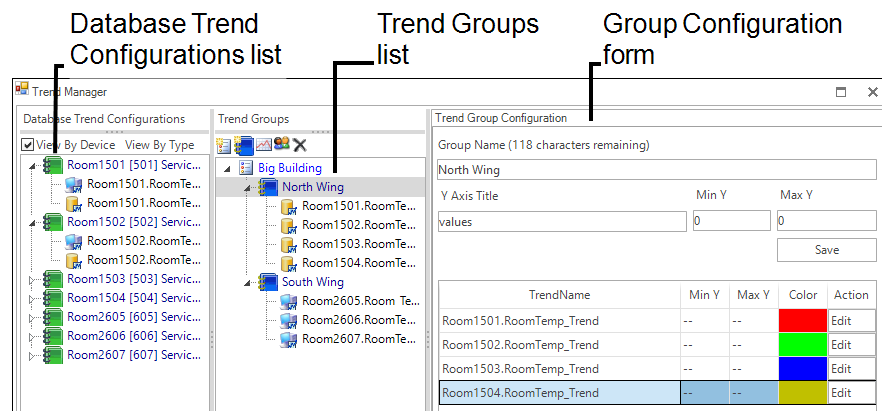 Database Trend
Configurations list
Trend Groups
list
Group Configuration
form
Trend Manager
Database Trend Configurations
View By Device View By Type
Room1501 [501] Servic...
Room1501.RoomTe...
Room1501.RoomTe...
Room1502 [502] Servic...
Room1502.RoomTe...
Room1502.RoomTe...
Room1503 [503] Servic...
Room1504 [504] Servic...
Room2605 [605] Servic...
Room2606 [606] Servic...
Room2607 [607] Servic...
Trend Groups
Big Building
North Wing
Room1501.RoomTe...
Room1502.RoomTe...
Room1503.RoomTe...
Room1504.RoomTe...
South Wing
Room2605.Room Te...
Room2606.RoomTe...
Room2607.RoomTe...
Trend Group Configuration
Group Name (118 characters remaining)
North Wing
Y Axis Title Min Y Max Y
values 0 0
Save
TrendName Min Y Max Y Color Action
Room1501.RoomTemp_Trend -- -- Edit
Room1502.RoomTemp_Trend -- -- Edit
Room1503.RoomTemp_Trend -- -- Edit
Room1504.RoomTemp_Trend -- -- Edit